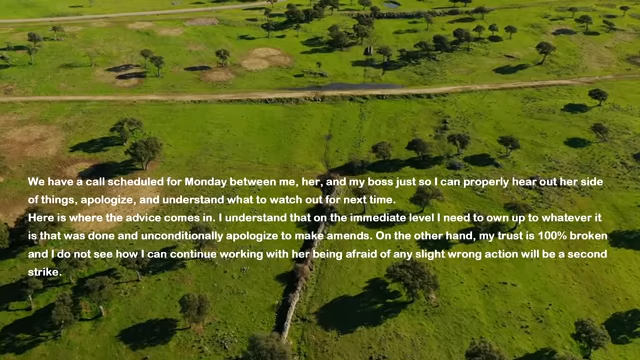 We have a call scheduled for Monday between me, her, and my boss just so I can properly hear out her side
of things, apologize, and understand what to watch out for next time.
Here is where the advice comes in. I understand that on the immediate level I need to own up to whatever it
is that was done and unconditionally apologize to make amends. On the other hand, my trust is 100% broken
and I do not see how I can continue working with her being afraid of any slight wrong action will be a second
strike.